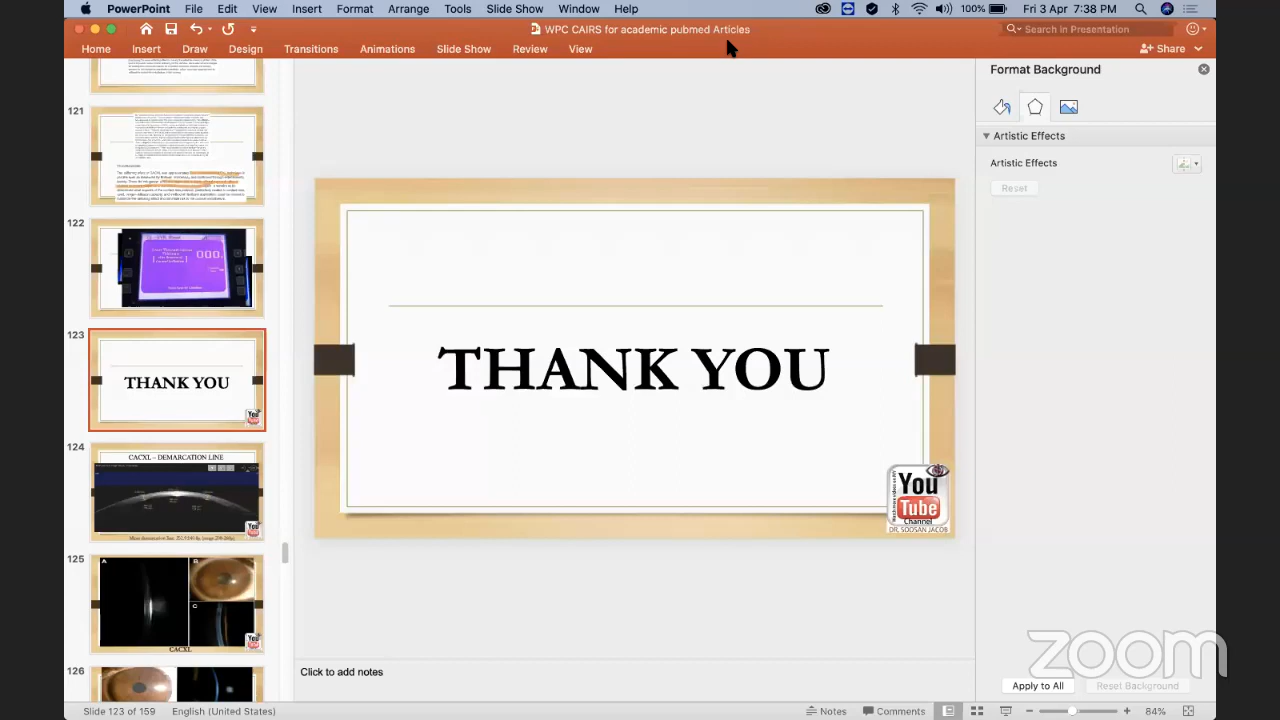 PowerPoint File Edit View Insert Format Arrange Tools Slide Show Window Help 100% Fri 3 Apr 7:38 PM
WPC CAIRS for academic pubmed Articles
Search in Presentation
Home Insert Draw Design Transitions Animations Slide Show Review View Share
Format Background
Artistic Effects
Artistic Effects
Reset
121
122
000
123
THANK YOU
You Tube
124
CACXL – DEMARCATION LINE
125
A B
C
CACXL
126
THANK YOU
You
Tube
Channel
DR. SOOSAN JACOB
Click to add notes
Apply to All Reset Background
zoom
Slide 123 of 159 English (United States) Notes Comments 84%